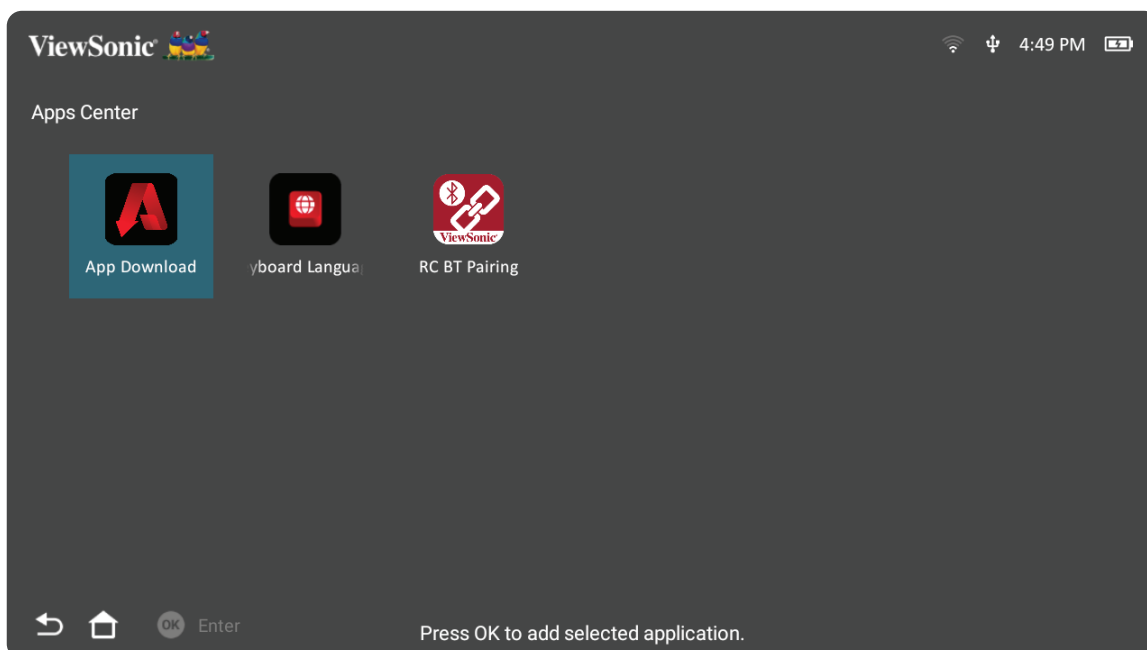 ViewSonic
4:49 PM
Apps Center
ViewSonic
App Download
yboard Langua
RC BT Pairing
OK Enter
Press OK to add selected application.